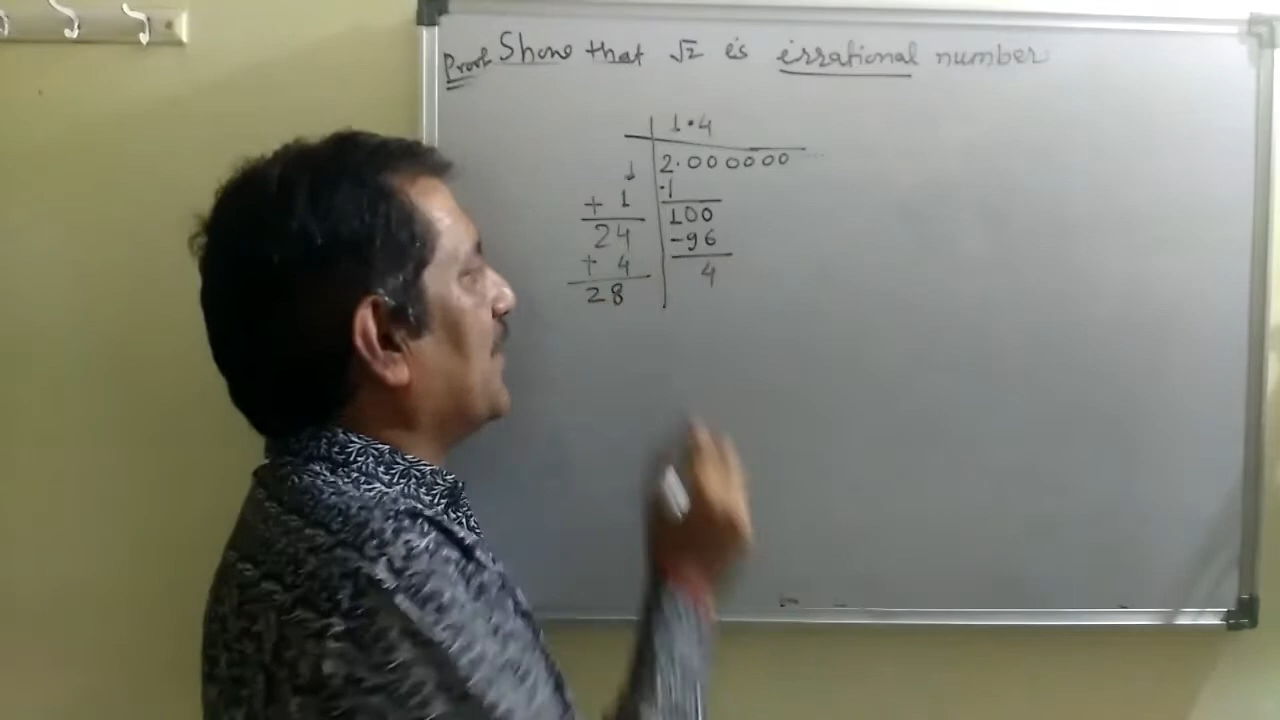 Proof Show that √2 is irrational number
1.4
1 2.000000 ....
-1
+ 1 100
24 -96
+ 4 4
28